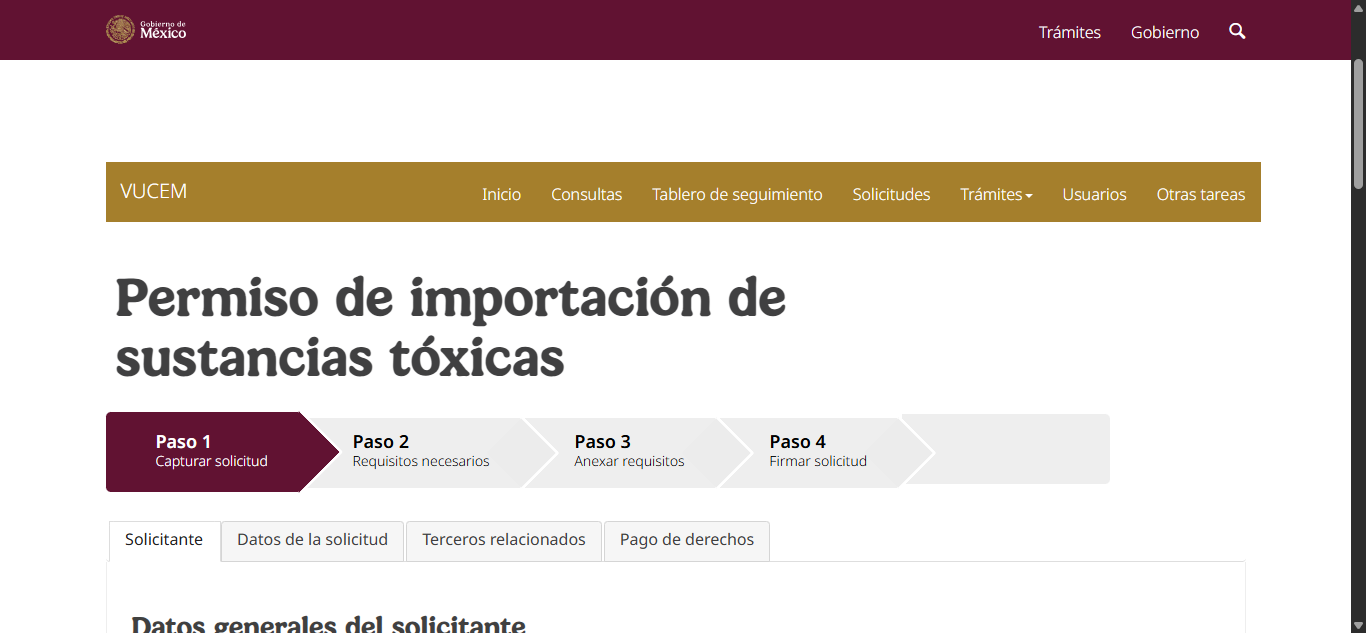 Gobierno de
México
Trámites Gobierno
VUCEM Inicio Consultas Tablero de seguimiento Solicitudes Trámites Usuarios Otras tareas
Permiso de importación de
sustancias tóxicas
Paso 1 Paso 2 Paso 3 Paso 4
Capturar solicitud Requisitos necesarios Anexar requisitos Firmar solicitud
Solicitante Datos de la solicitud Terceros relacionados Pago de derechos
Datos generales del solicitante